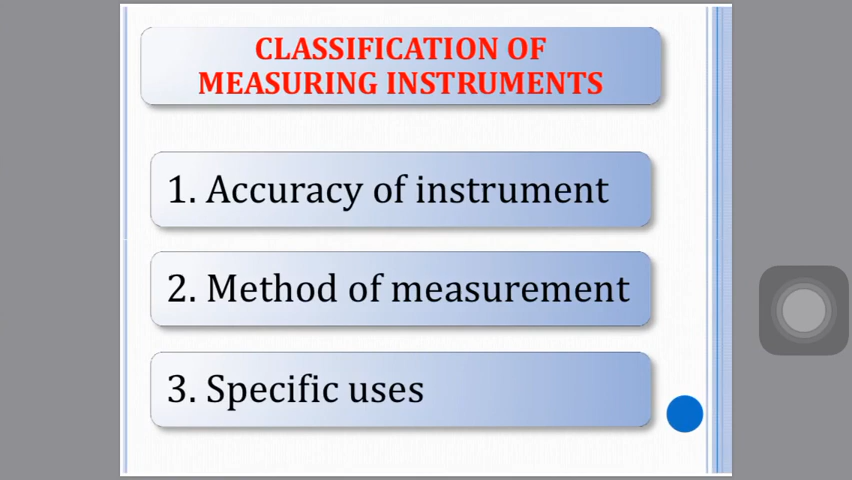 CLASSIFICATION OF
MEASURING INSTRUMENTS
1. Accuracy of instrument
2. Method of measurement
3. Specific uses